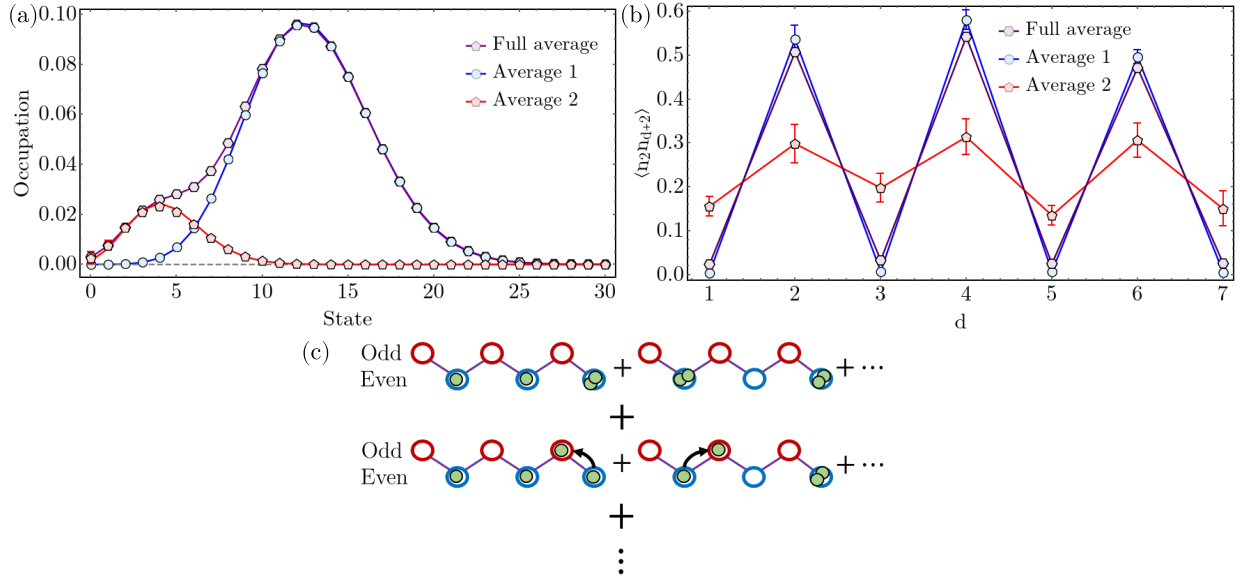 (a)
0.10
0.08
0.06
0.04
0.02
0.00
Occupation
Full average
Average 1
Average 2
0 5 10 15 20 25 30
State
(b)
0.6
0.5
0.4
0.3
0.2
0.1
0.0
⟨n₂n_{d+2}⟩
Full average
Average 1
Average 2
1 2 3 4 5 6 7
d
(c)
Odd
Even
+
+ ···
+
Odd
Even
+
+ ···
+
⋮